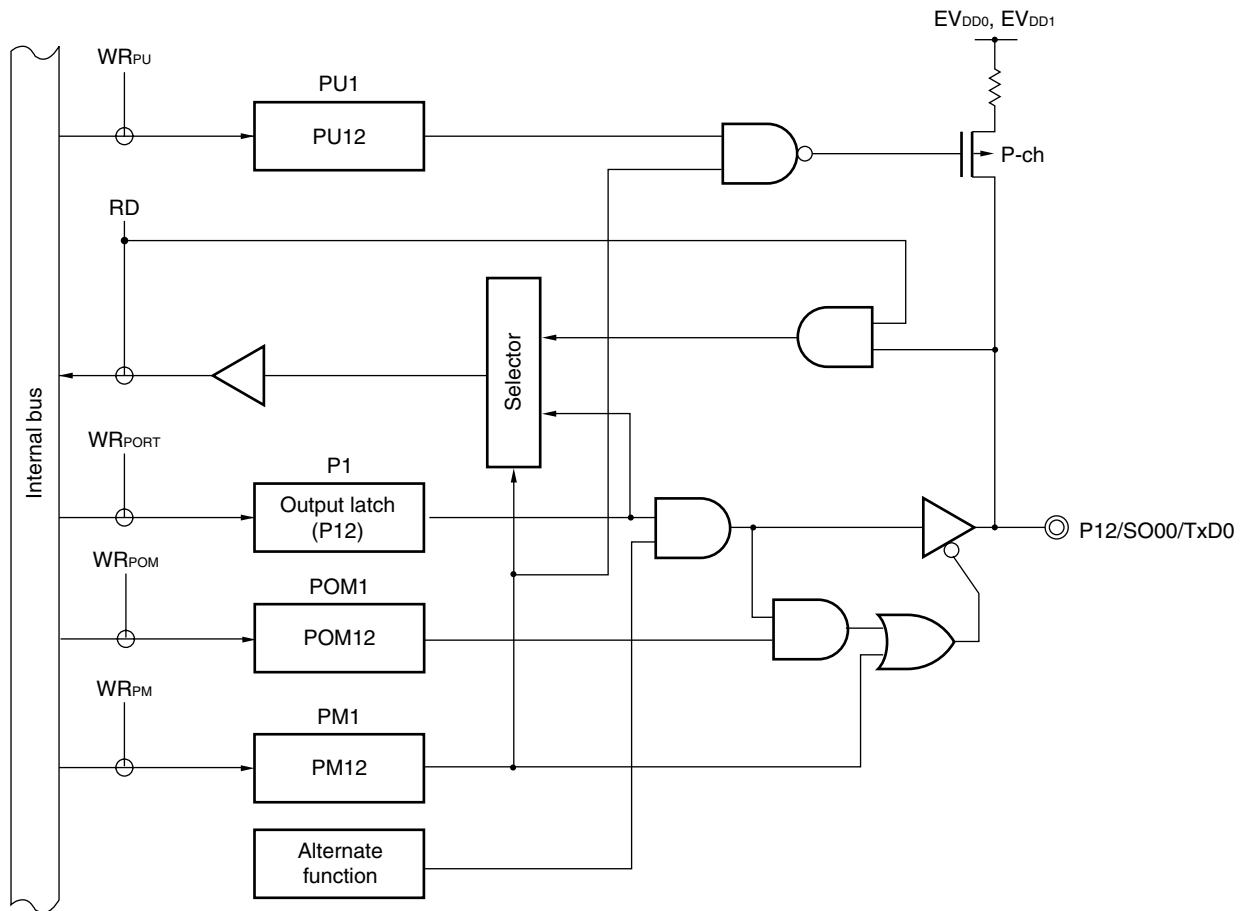 EVDD0, EVDD1
WRPU
PU1
PU12
P-ch
RD
Selector
Internal bus
WRPORT
P1
Output latch
(P12)
P12/SO00/TxD0
WRPOM
POM1
POM12
WRPM
PM1
PM12
Alternate
function